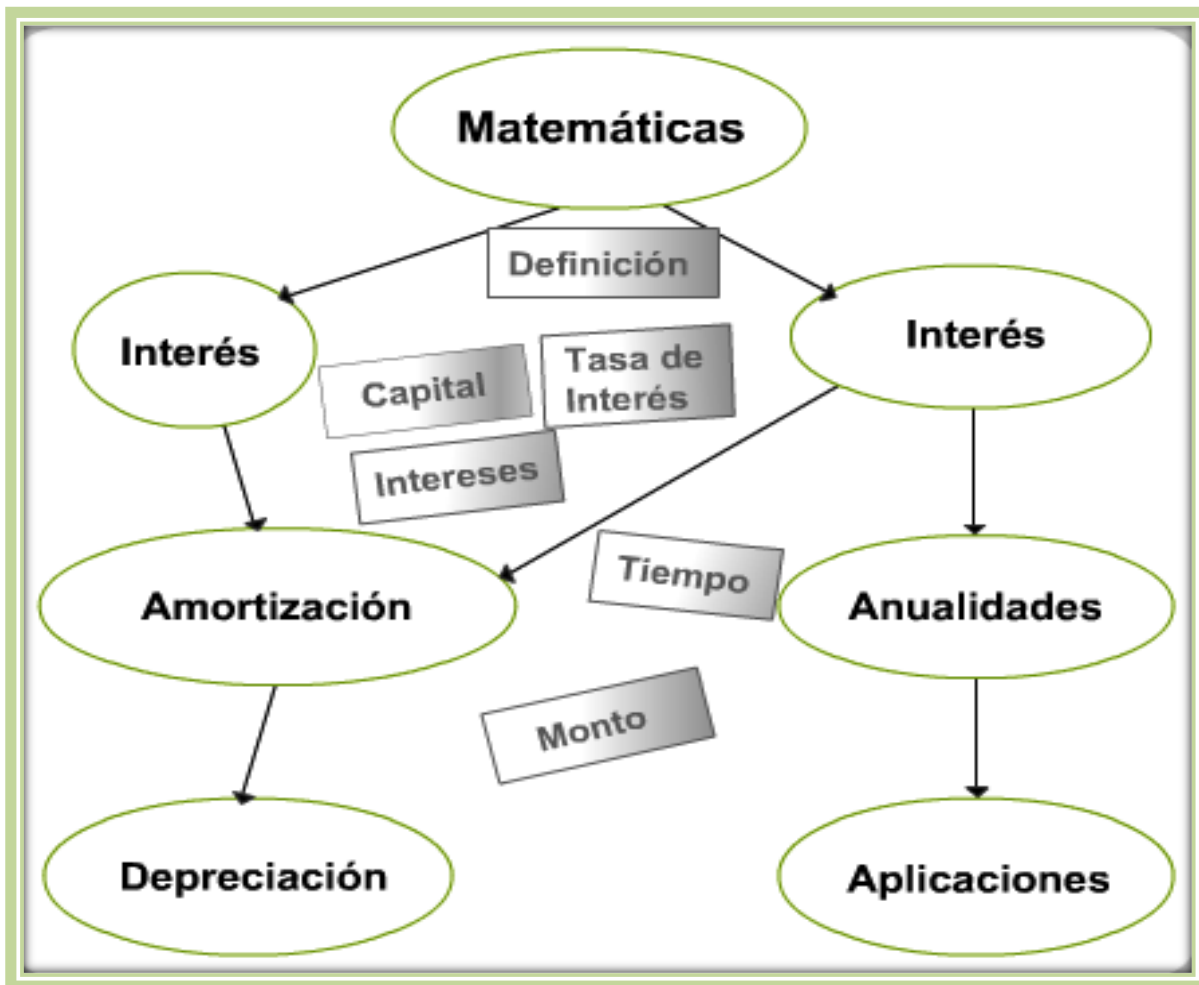 Matemáticas
Definición
Interés
Interés
Capital
Tasa de
Interés
Intereses
Tiempo
Amortización
Anualidades
Monto
Depreciación
Aplicaciones